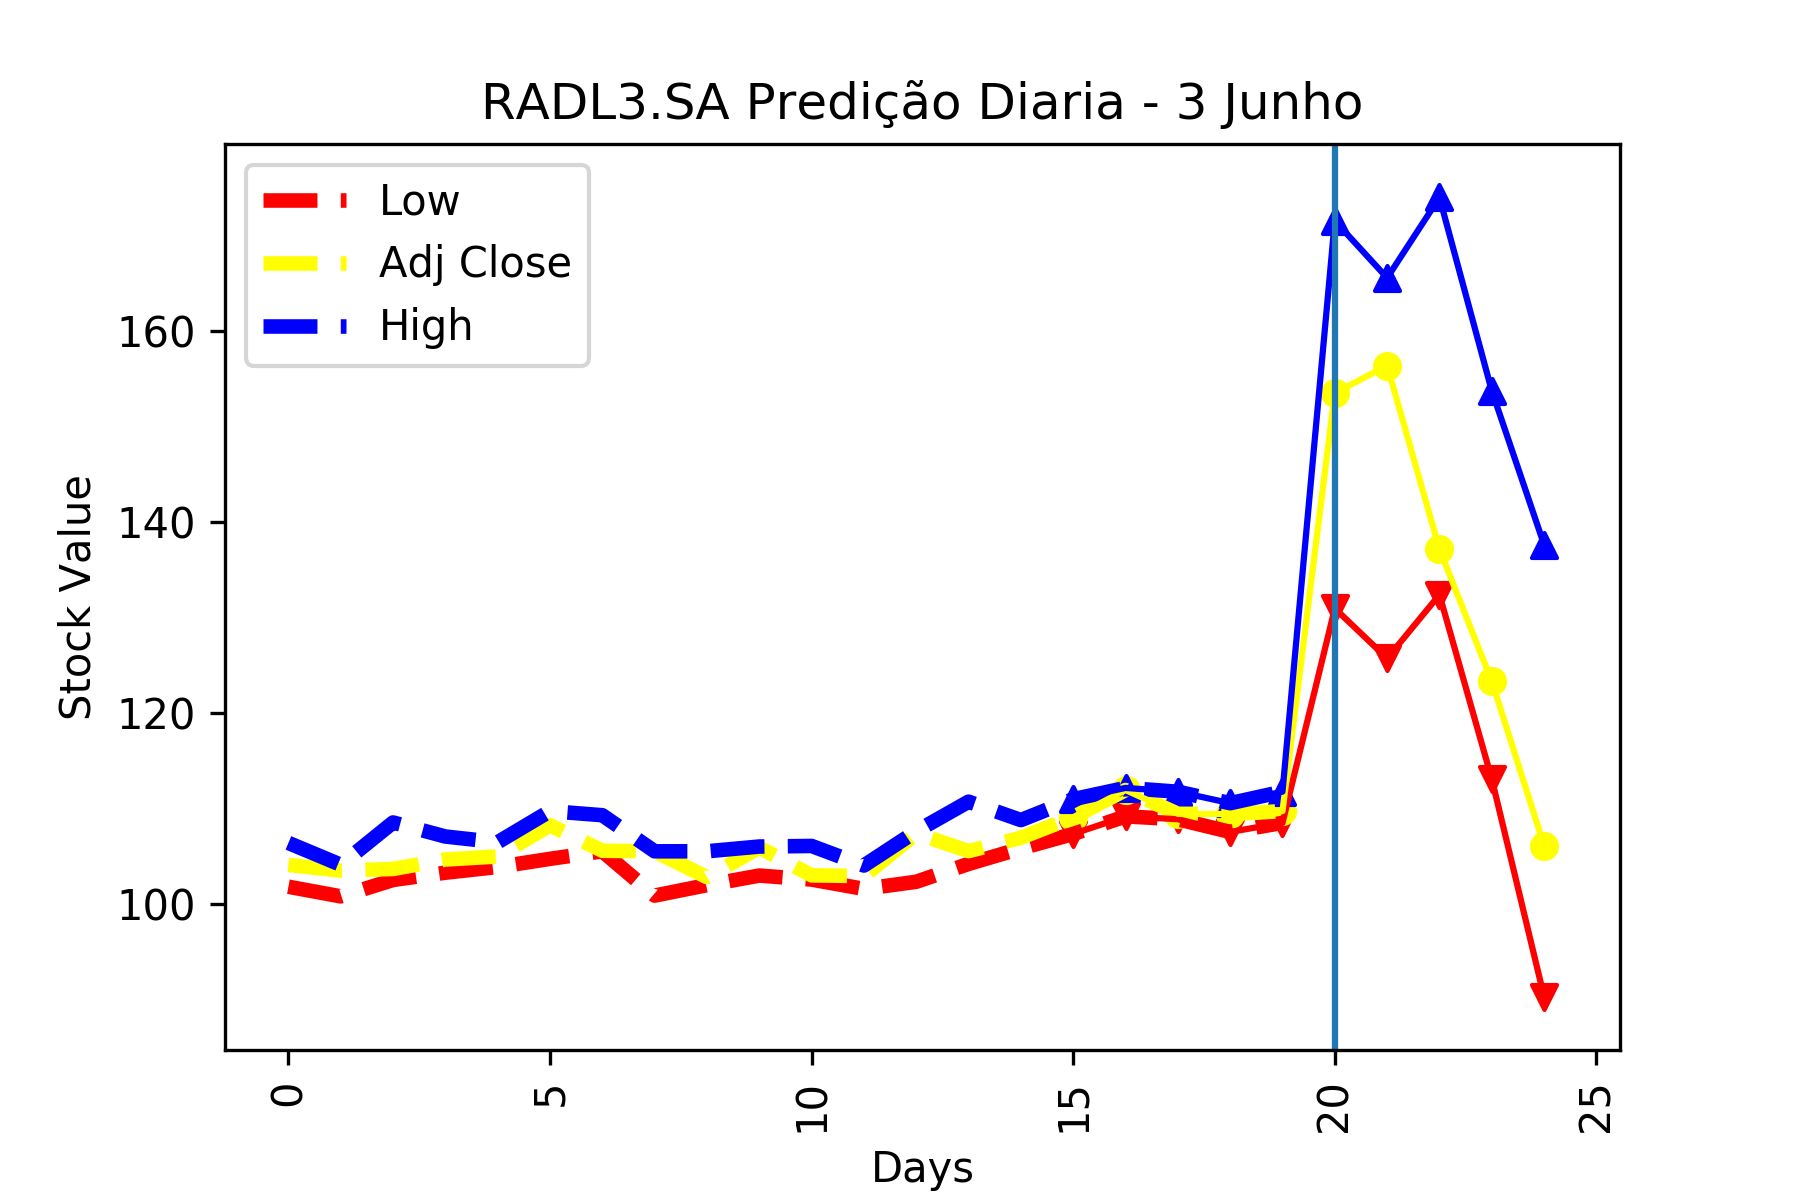 RADL3.SA Predição Diaria - 3 Junho
Low
Adj Close
High
160
140
120
100
Stock Value
0 5 10 15 20 25
Days